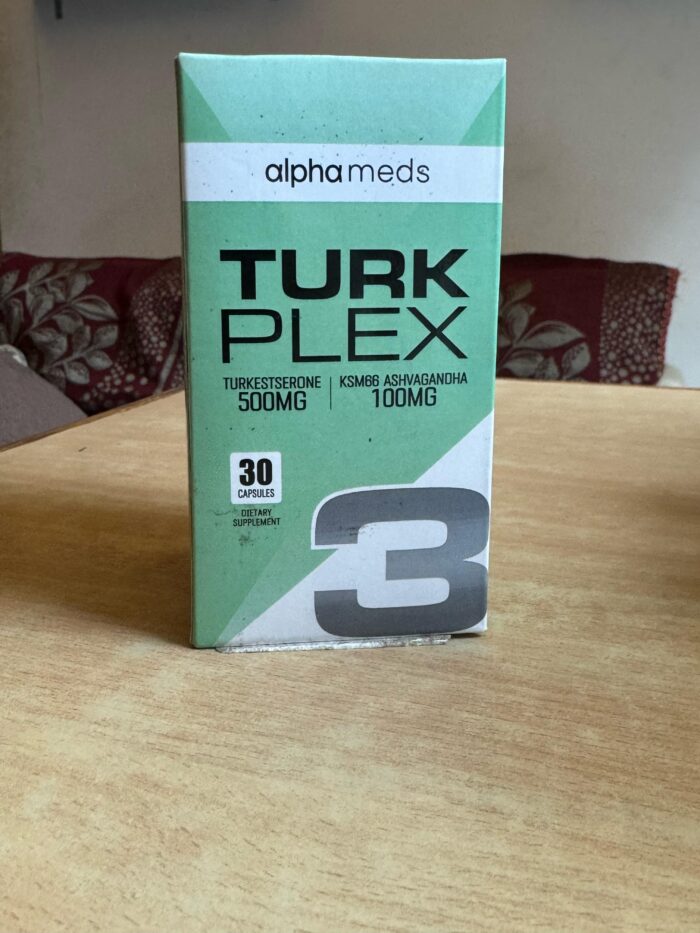 alphameds
TURK
PLEX
TURKESTSERONE
500MG
KSM66 ASHVAGANDHA
100MG
30
CAPSULES
DIETARY
SUPPLEMENT
3